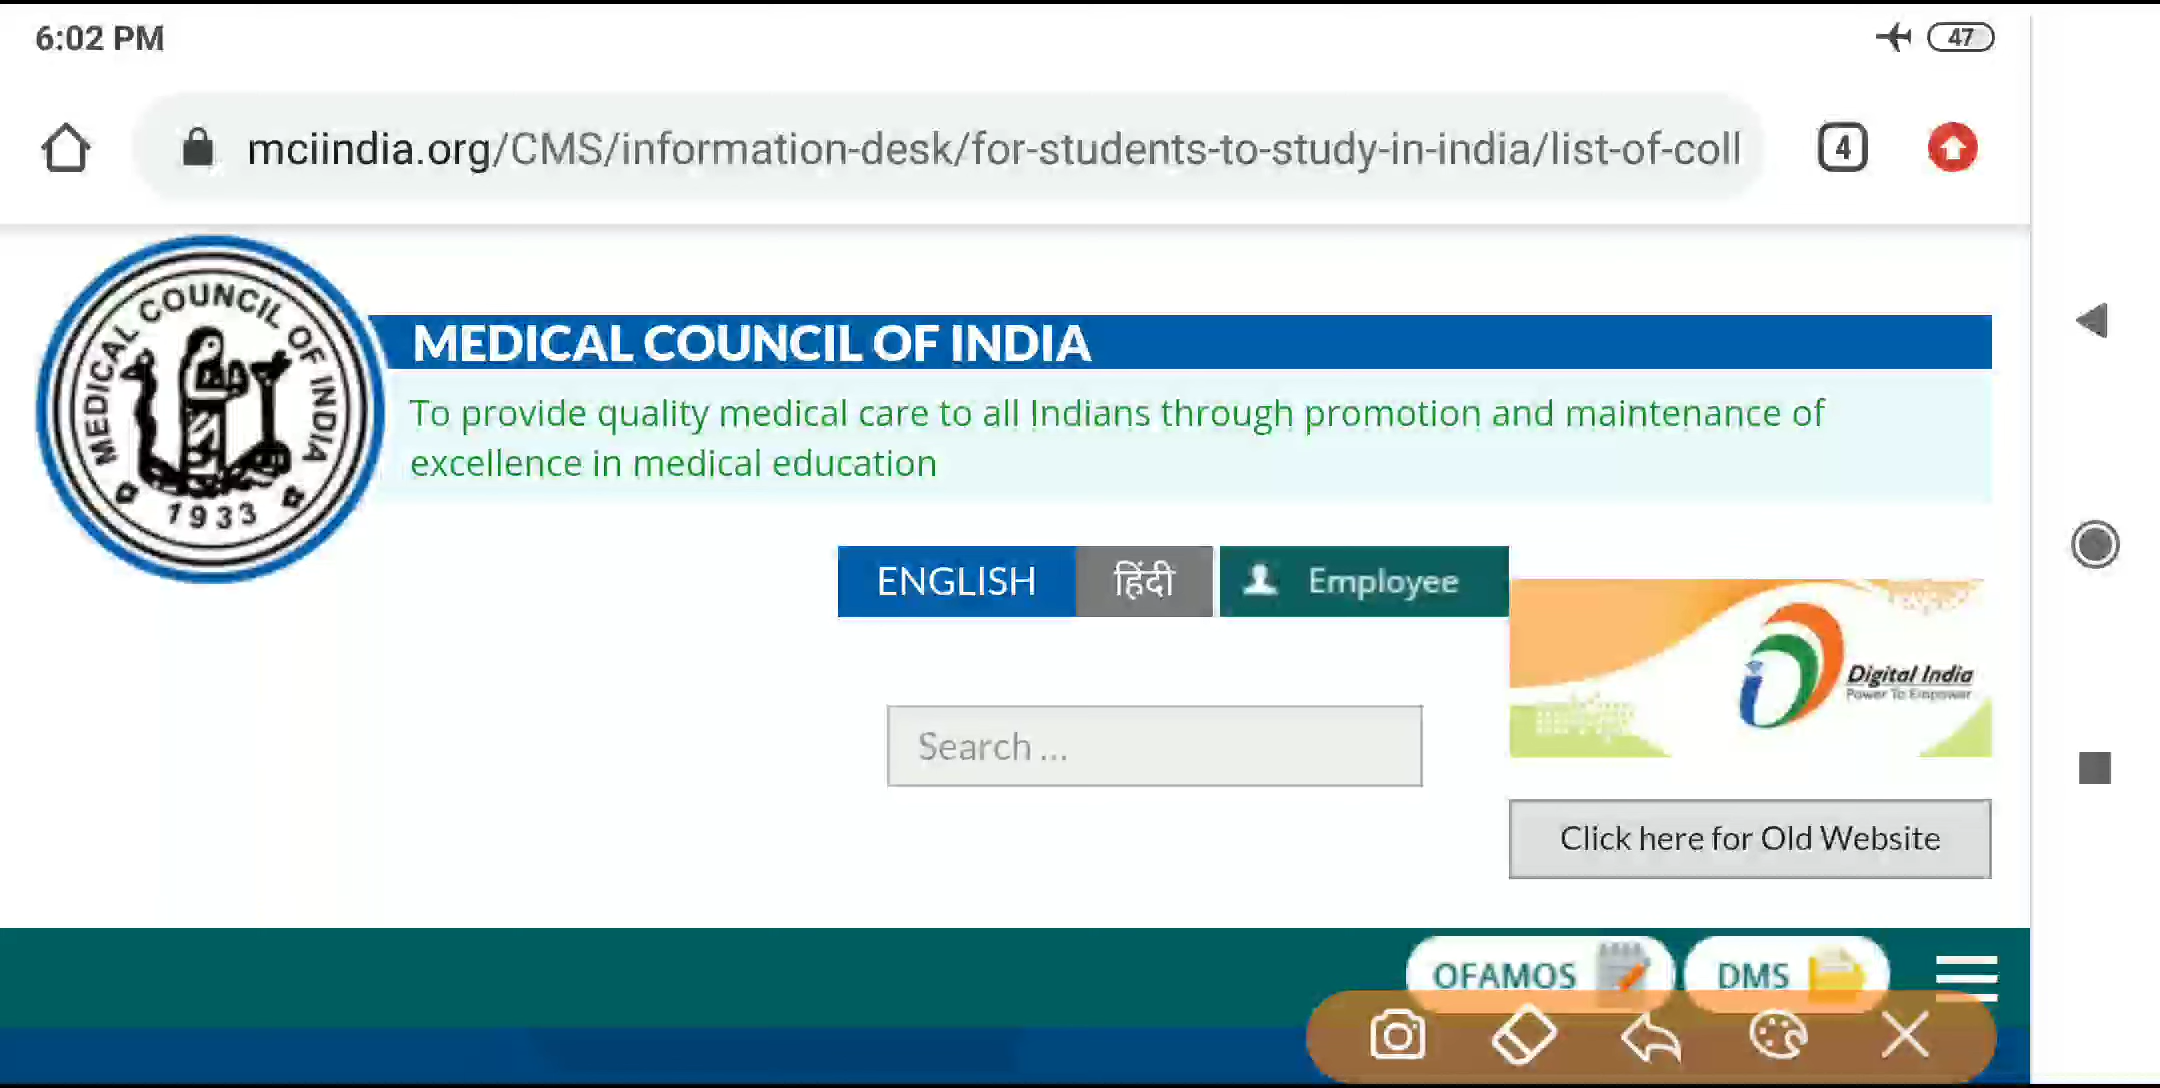 6:02 PM
47
mciindia.org/CMS/information-desk/for-students-to-study-in-india/list-of-coll
4
MEDICAL COUNCIL OF INDIA
1933
MEDICAL COUNCIL OF INDIA
To provide quality medical care to all Indians through promotion and maintenance of
excellence in medical education
ENGLISH
हिंदी
Employee
Digital India
Power To Empower
Search ...
Click here for Old Website
OFAMOS
DMS